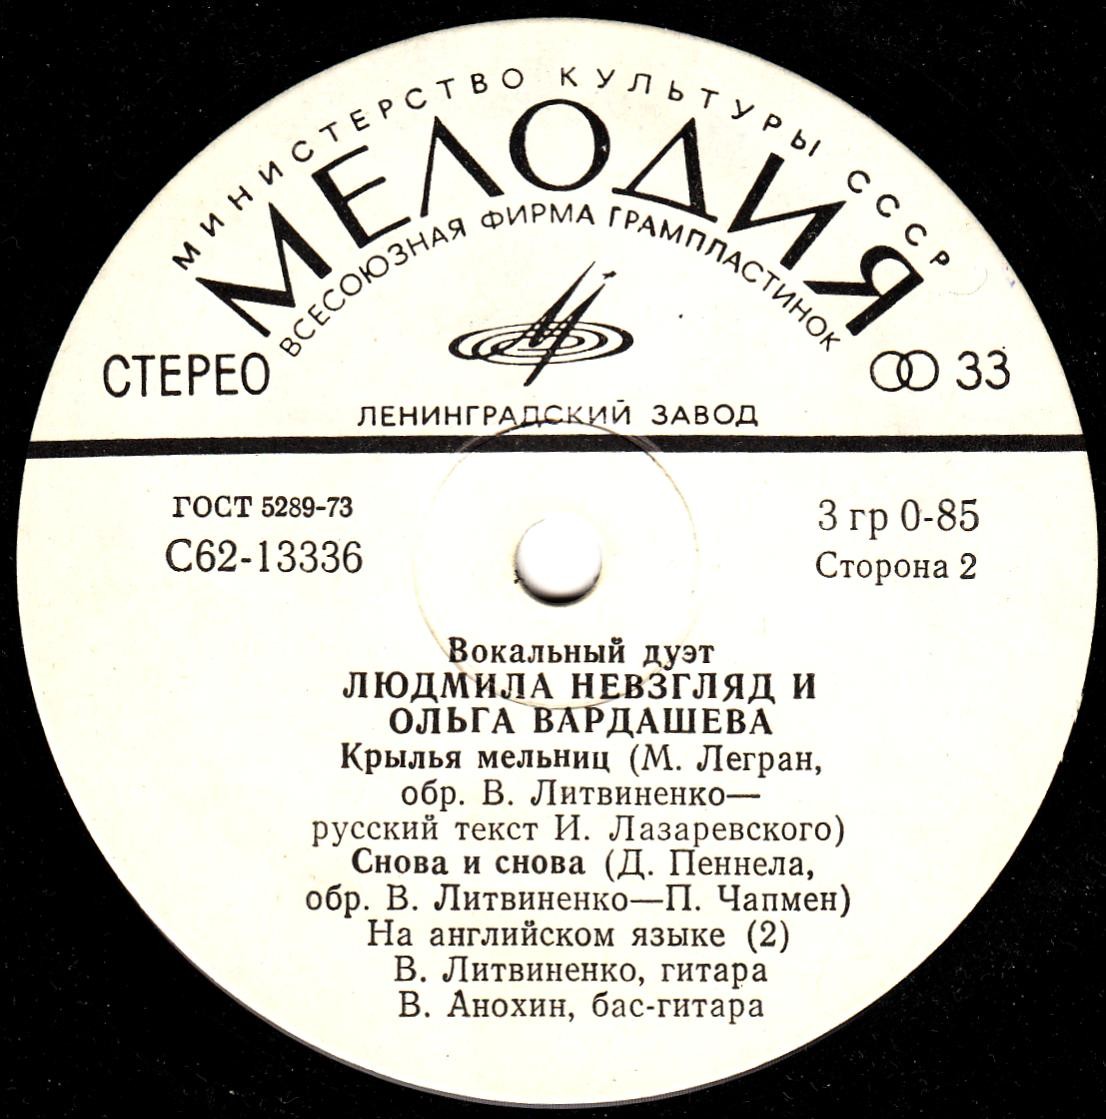 МИНИСТЕРСТВО КУЛЬТУРЫ СССР
МЕЛОДИЯ
ВСЕСОЮЗНАЯ ФИРМА ГРАМПЛАСТИНОК
СТЕРЕО
33
ЛЕНИНГРАДСКИЙ ЗАВОД
ГОСТ 5289-73
С62-13336
3 гр 0-85
Сторона 2
Вокальный дуэт
ЛЮДМИЛА НЕВЗГЛЯД И
ОЛЬГА ВАРДАШЕВА
Крылья мельниц (М. Легран,
обр. В. Литвиненко—
русский текст И. Лазаревского)
Снова и снова (Д. Пеннела,
обр. В. Литвиненко—П. Чапмен)
На английском языке (2)
В. Литвиненко, гитара
В. Анохин, бас-гитара